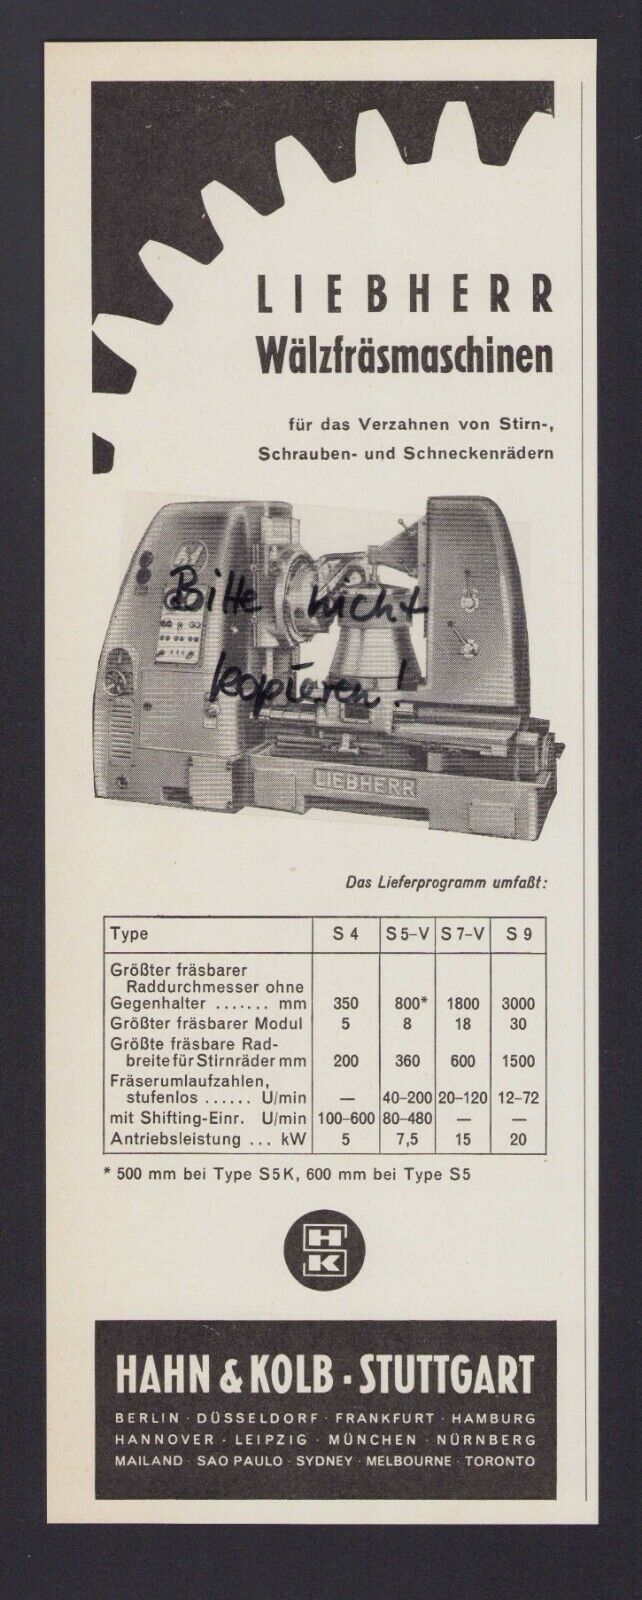 LIEBHERR
Wälzfräsmaschinen
für das Verzahnen von Stirn-,
Schrauben- und Schneckenrädern
Bitte nicht
kopieren!
LIEBHERR
Das Lieferprogramm umfaßt:
Type S 4 S 5-V S 7-V S 9
Größter fräsbarer
Raddurchmesser ohne
Gegenhalter ....... mm 350 800* 1800 3000
Größter fräsbarer Modul 5 8 18 30
Größte fräsbare Rad-
breite für Stirnräder mm 200 360 600 1500
Fräserumlaufzahlen,
stufenlos ...... U/min — 40-200 20-120 12-72
mit Shifting-Einr. U/min 100-600 80-480 — —
Antriebsleistung ... kW 5 7,5 15 20
* 500 mm bei Type S5K, 600 mm bei Type S5
H
K
HAHN & KOLB · STUTTGART
BERLIN · DÜSSELDORF · FRANKFURT · HAMBURG
HANNOVER · LEIPZIG · MÜNCHEN · NÜRNBERG
MAILAND · SAO PAULO · SYDNEY · MELBOURNE · TORONTO